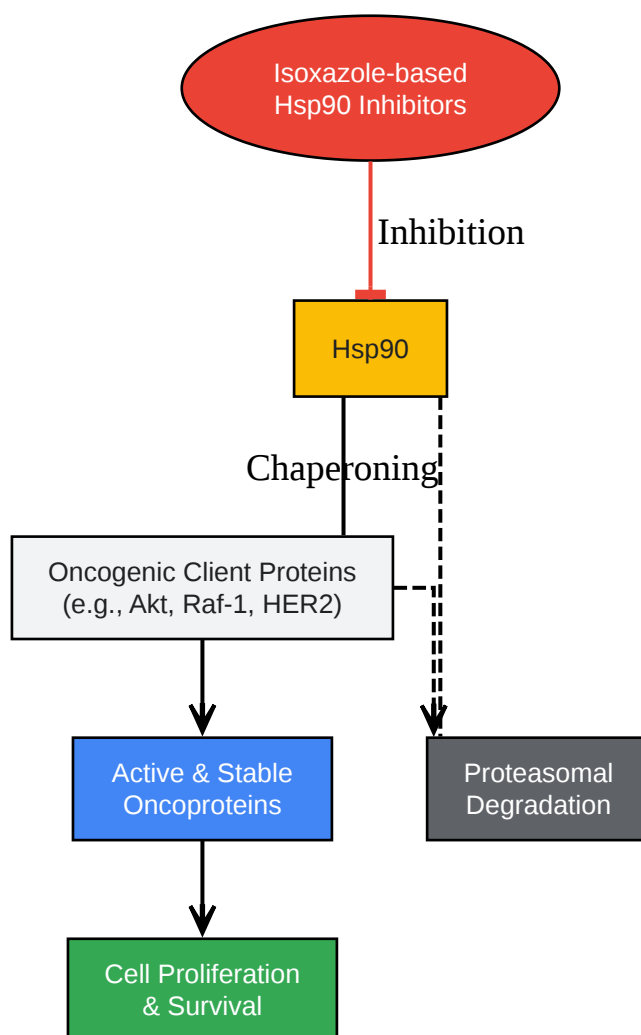 Isoxazole-based
Hsp90 Inhibitors
Inhibition
Hsp90
Chaperoning
Oncogenic Client Proteins
(e.g., Akt, Raf-1, HER2)
Active & Stable
Oncoproteins
Proteasomal
Degradation
Cell Proliferation
& Survival